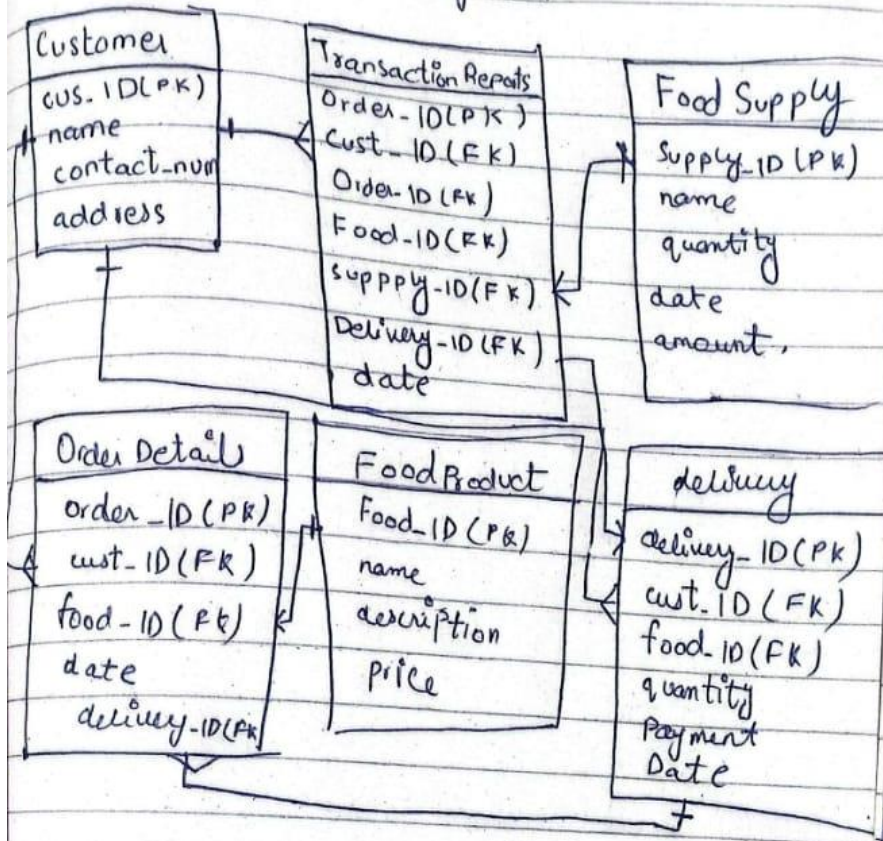 Customer
cus_ID(PK)
name
contact_num
address
Transaction Repots
Order_ID(PK)
Cust_ID(FK)
Order_ID(FK)
Food_ID(FK)
suppply_ID(FK)
Delivery_ID(FK)
date
Food Supply
Supply_ID(PK)
name
quantity
date
amount.
Order Detail
order_ID(PK)
cust_ID(FK)
food_ID(FK)
date
delivery_ID(FK
Food Product
Food_ID(PK)
name
description
price
delivery
delivery_ID(PK)
cust_ID(FK)
food_ID(FK)
quantity
Payment
Date